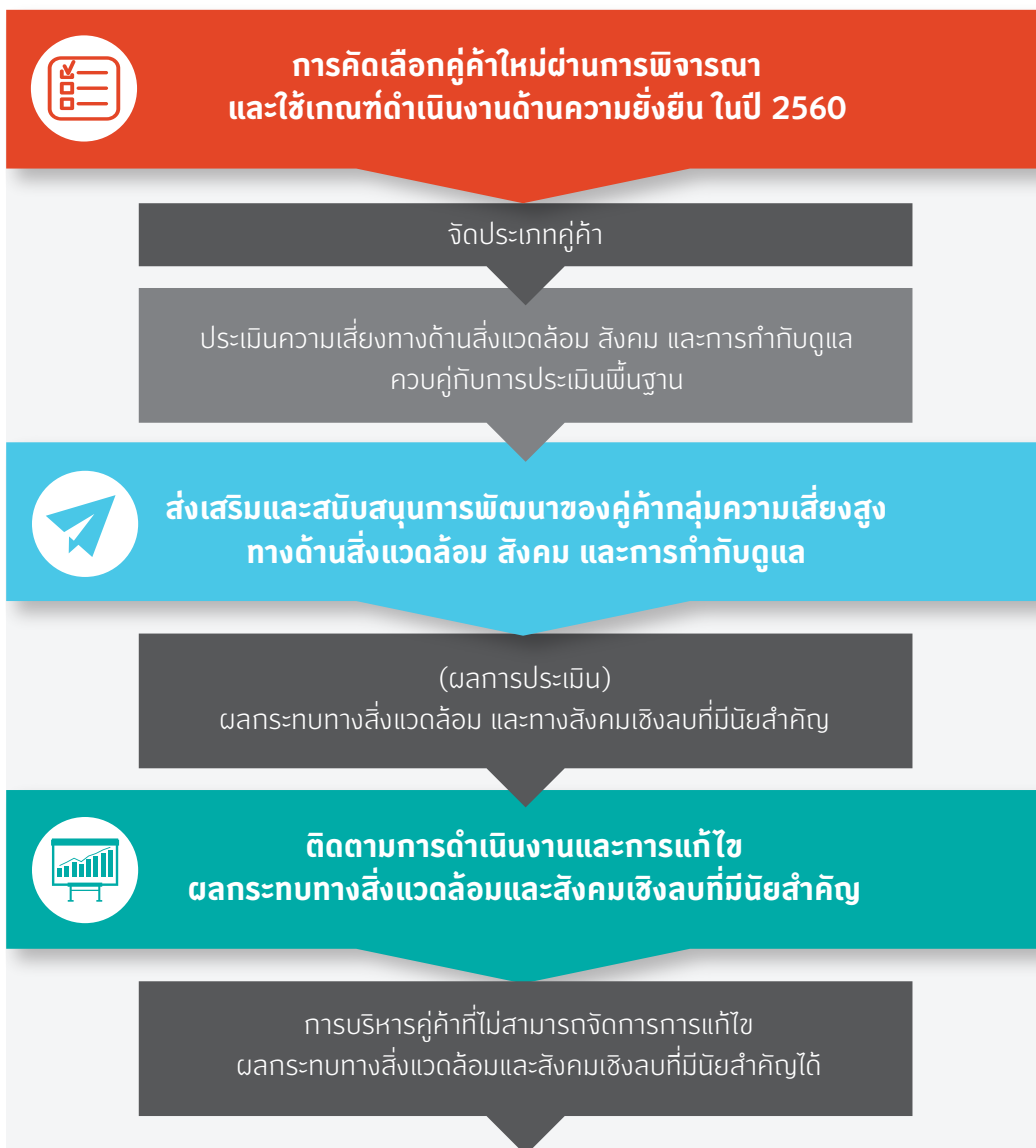 การคัดเลือกคู่ค้าใหม่ผ่านการพิจารณา
และใช้เกณฑ์ดำเนินงานด้านความยั่งยืน ในปี 2560
จัดประเภทคู่ค้า
ประเมินความเสี่ยงทางด้านสิ่งแวดล้อม สังคม และการกำกับดูแล
ควบคู่กับการประเมินพื้นฐาน
ส่งเสริมและสนับสนุนการพัฒนาของคู่ค้ากลุ่มความเสี่ยงสูง
ทางด้านสิ่งแวดล้อม สังคม และการกำกับดูแล
(ผลการประเมิน)
ผลกระทบทางสิ่งแวดล้อม และทางสังคมเชิงลบที่มีนัยสำคัญ
ติดตามการดำเนินงานและการแก้ไข
ผลกระทบทางสิ่งแวดล้อมและสังคมเชิงลบที่มีนัยสำคัญ
การบริหารคู่ค้าที่ไม่สามารถจัดการการแก้ไข
ผลกระทบทางสิ่งแวดล้อมและสังคมเชิงลบที่มีนัยสำคัญได้